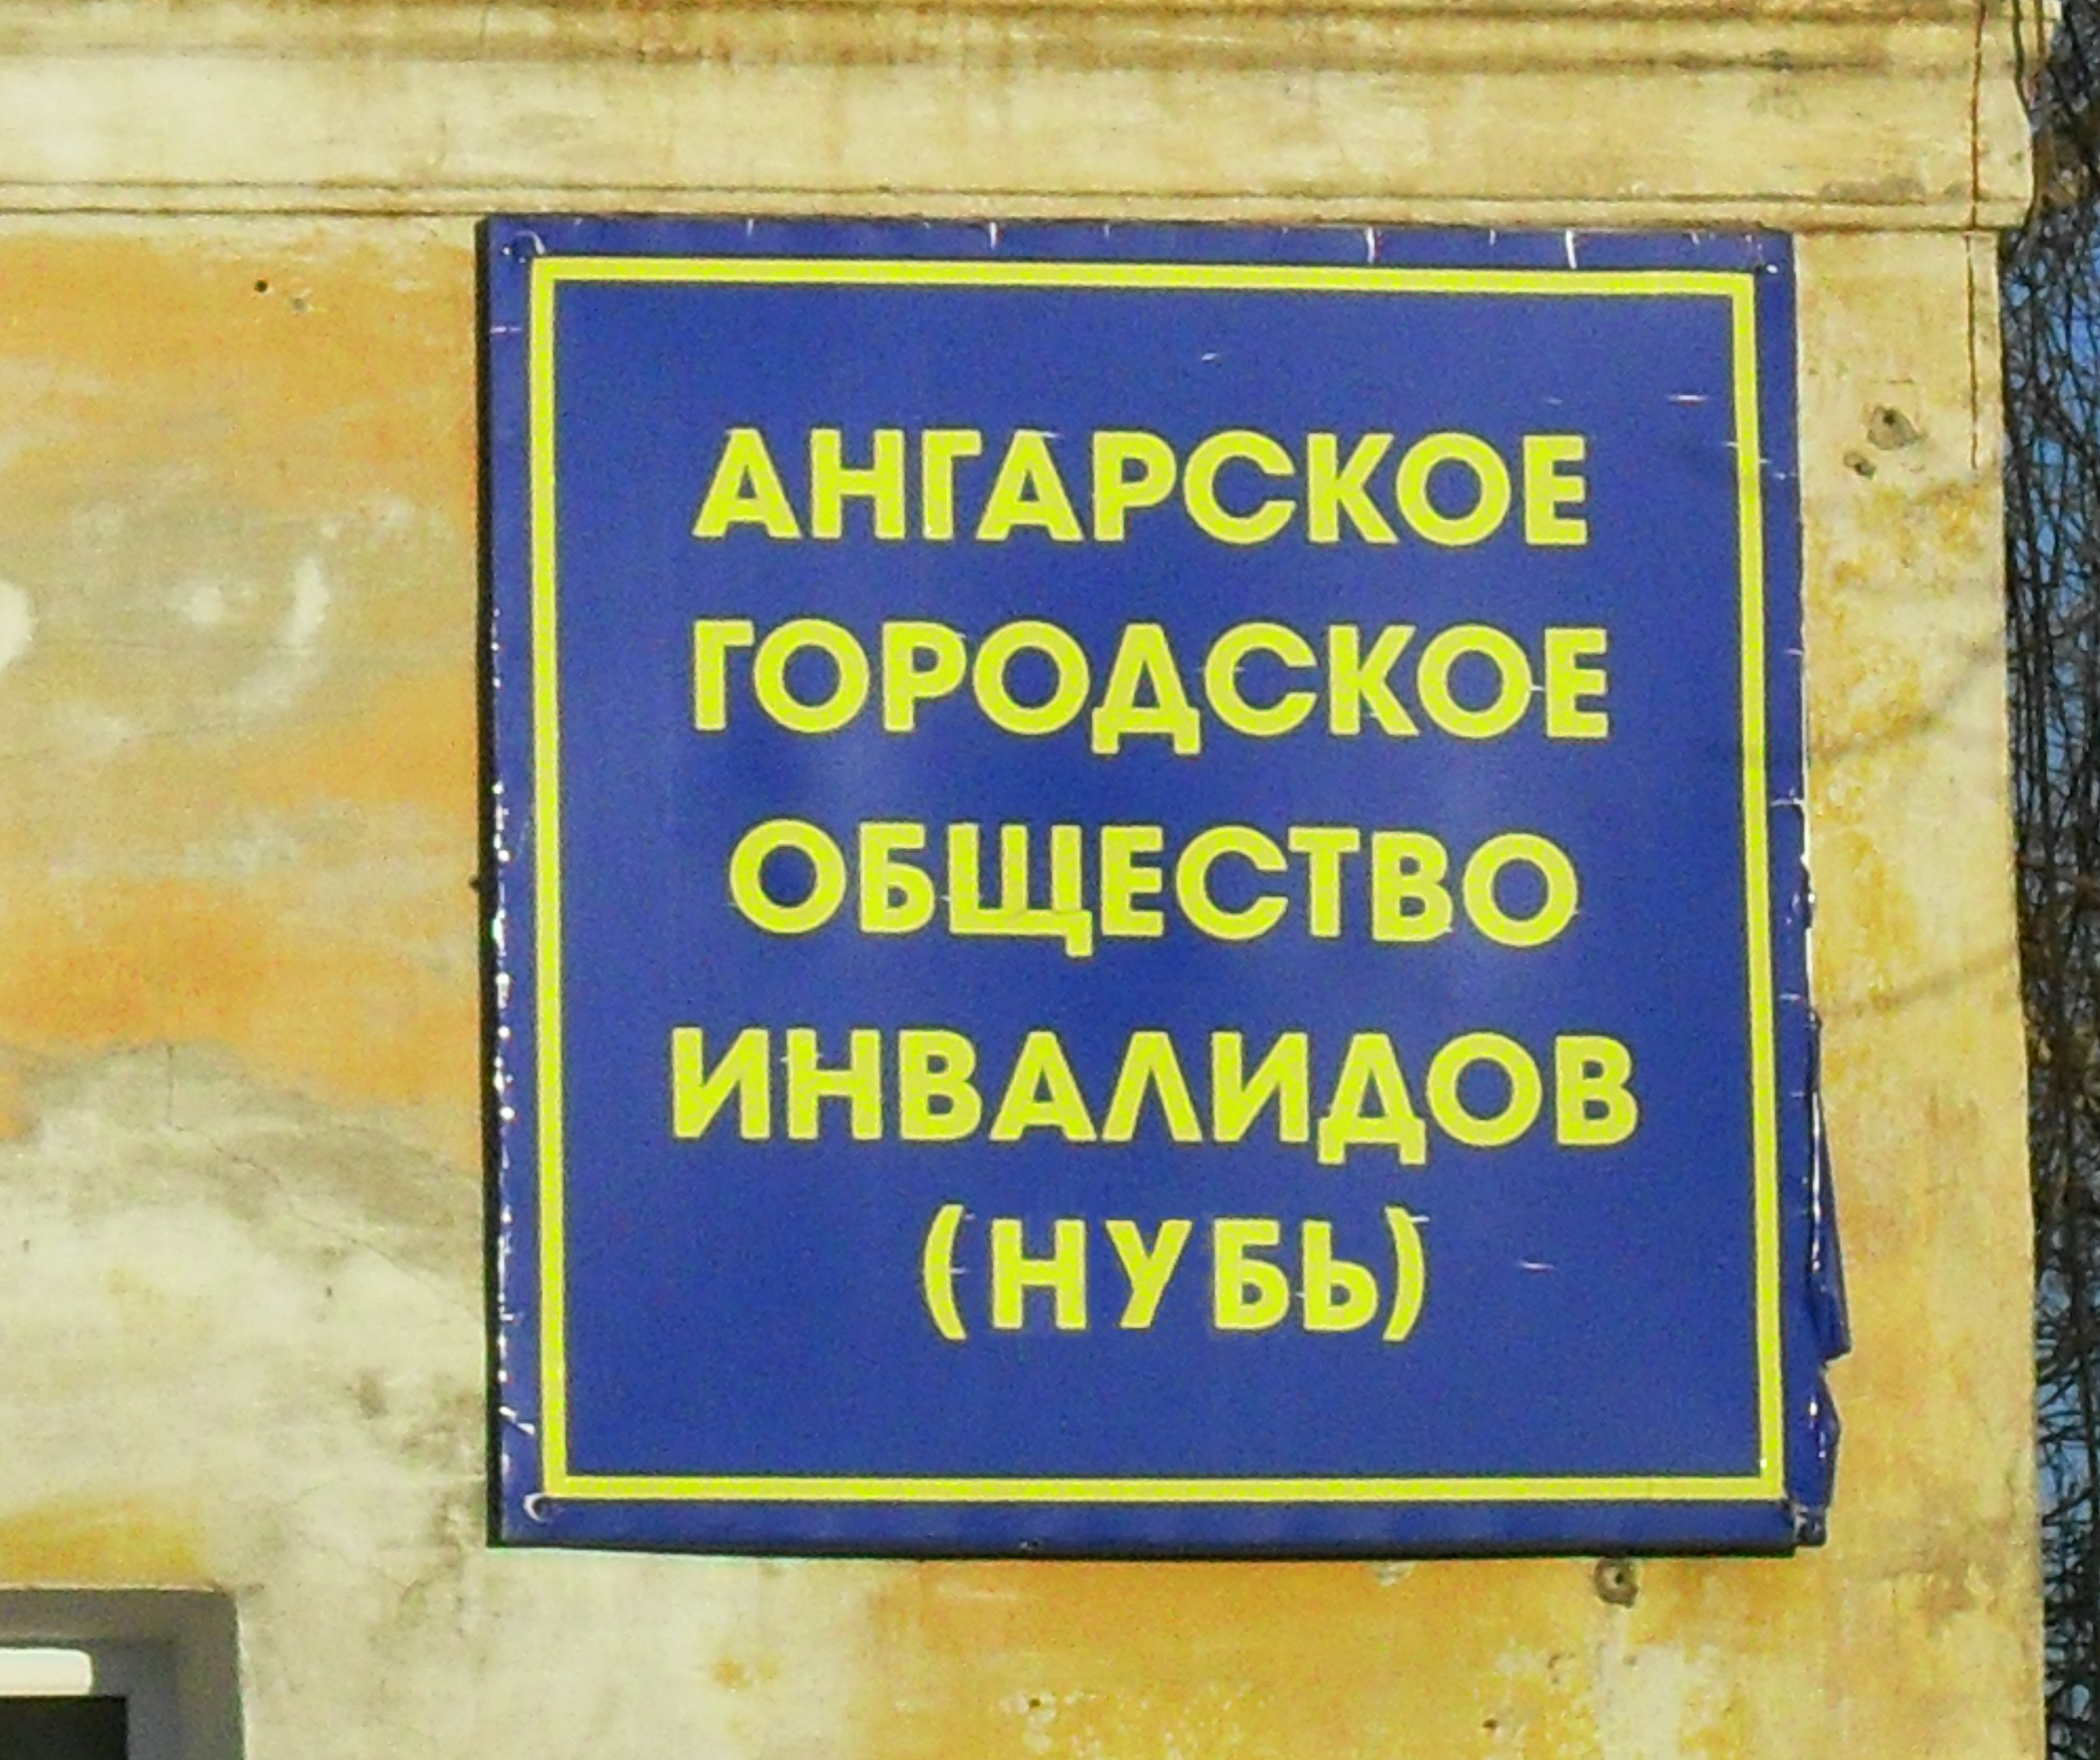 АНГАРСКОЕ
ГОРОДСКОЕ
ОБЩЕСТВО
ИНВАЛИДОВ
(НУБЬ)